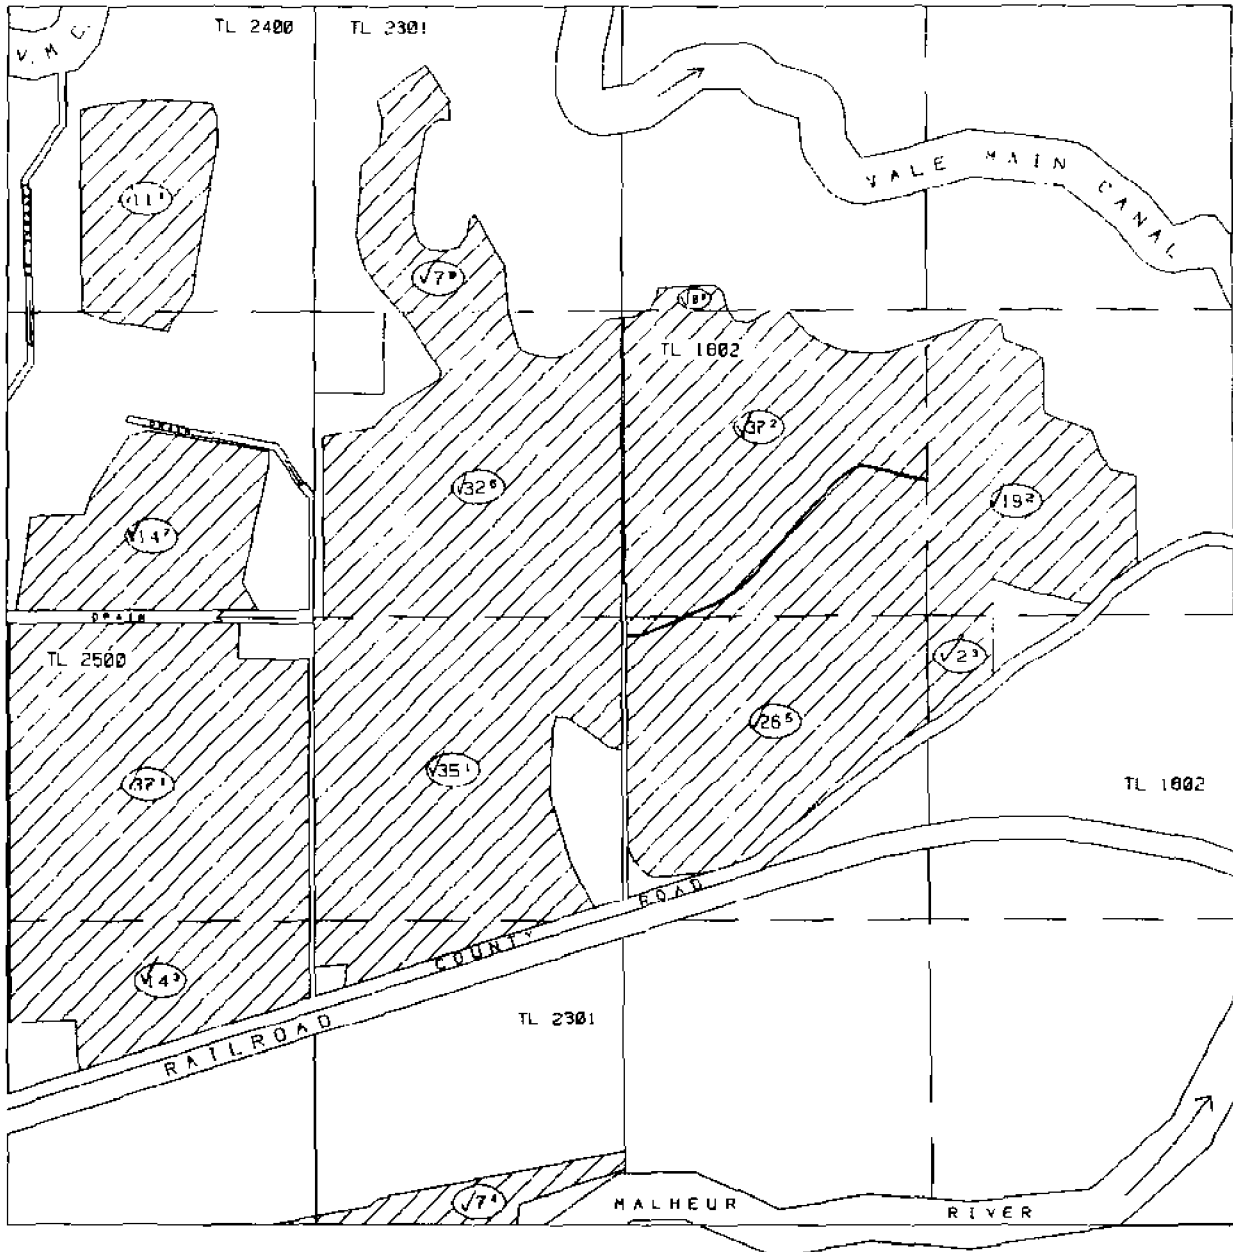 TL 2400
TL 2301
V. M C.
VALE MAIN CANAL
11¹
√7⁹
√0⁸
TL 1802
√37²
DRAIN
√32⁶
√19²
√14⁷
DRAIN
TL 2500
√2³
√26⁵
37¹
√35¹
TL 1802
RAILROAD COUNTY ROAD
√14³
TL 2301
√7⁴
MALHEUR RIVER